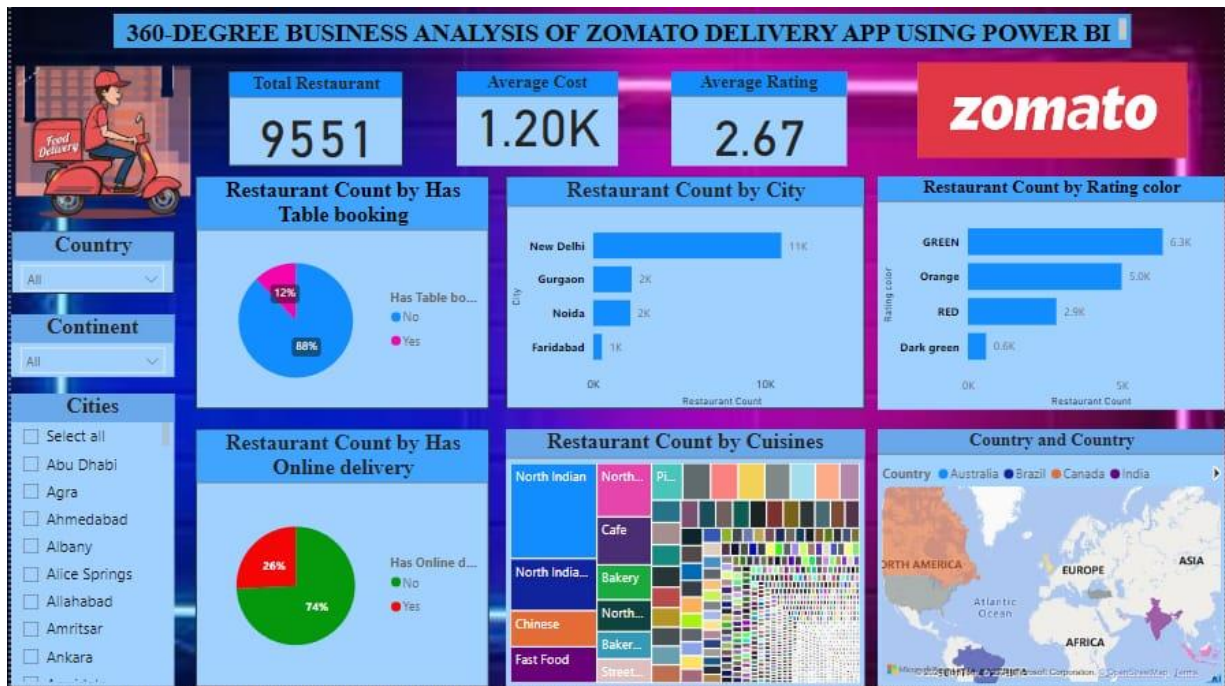 360-DEGREE BUSINESS ANALYSIS OF ZOMATO DELIVERY APP USING POWER BI
Food
Delivery
Total Restaurant
9551
Average Cost
1.20K
Average Rating
2.67
zomato
Country
All
Continent
All
Cities
Select all
Abu Dhabi
Agra
Ahmedabad
Albany
Alice Springs
Allahabad
Amritsar
Ankara
Restaurant Count by Has
Table booking
12%
88%
Has Table bo...
No
Yes
Restaurant Count by City
City
New Delhi
11K
Gurgaon
2K
Noida
2K
Faridabad
1K
0K
10K
Restaurant Count
Restaurant Count by Rating color
Rating color
GREEN
6.3K
Orange
5.0K
RED
2.9K
Dark green
0.6K
0K
5K
Restaurant Count
Restaurant Count by Has
Online delivery
26%
74%
Has Online d...
No
Yes
Restaurant Count by Cuisines
North Indian
North...
Pi...
Cafe
North India...
Bakery
Chinese
North...
Baker...
Fast Food
Street...
Country and Country
Country
Australia
Brazil
Canada
India
ORTH AMERICA
EUROPE
ASIA
Atlantic
Ocean
AFRICA
Corporation
© OpenStreetMap
Terms